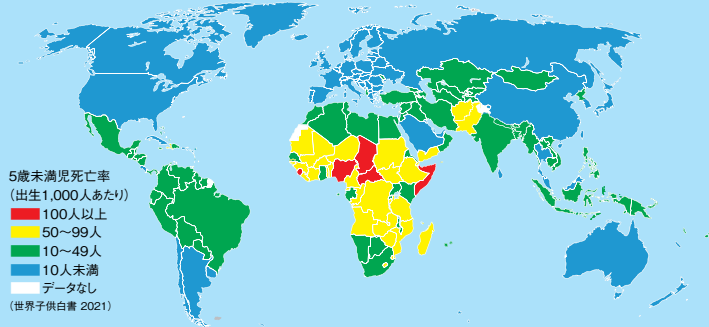 5歳未満児死亡率
（出生1,000人あたり）
100人以上
50〜99人
10〜49人
10人未満
データなし
（世界子供白書 2021）